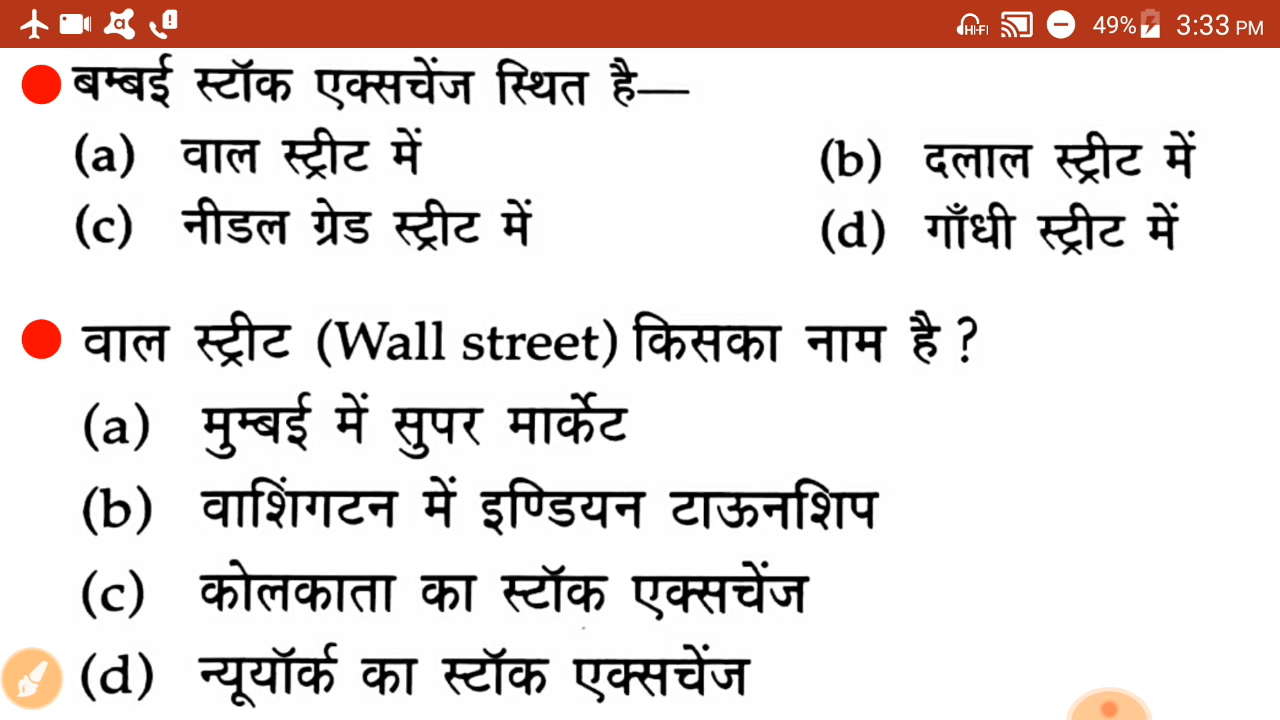 49% 3:33 PM
बम्बई स्टॉक एक्सचेंज स्थित है—
(a) वाल स्ट्रीट में (b) दलाल स्ट्रीट में
(c) नीडल ग्रेड स्ट्रीट में (d) गाँधी स्ट्रीट में
वाल स्ट्रीट (Wall street) किसका नाम है ?
(a) मुम्बई में सुपर मार्केट
(b) वाशिंगटन में इण्डियन टाऊनशिप
(c) कोलकाता का स्टॉक एक्सचेंज
(d) न्यूयॉर्क का स्टॉक एक्सचेंज